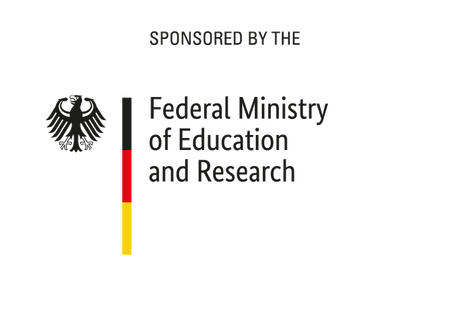 SPONSORED BY THE
Federal Ministry
of Education
and Research